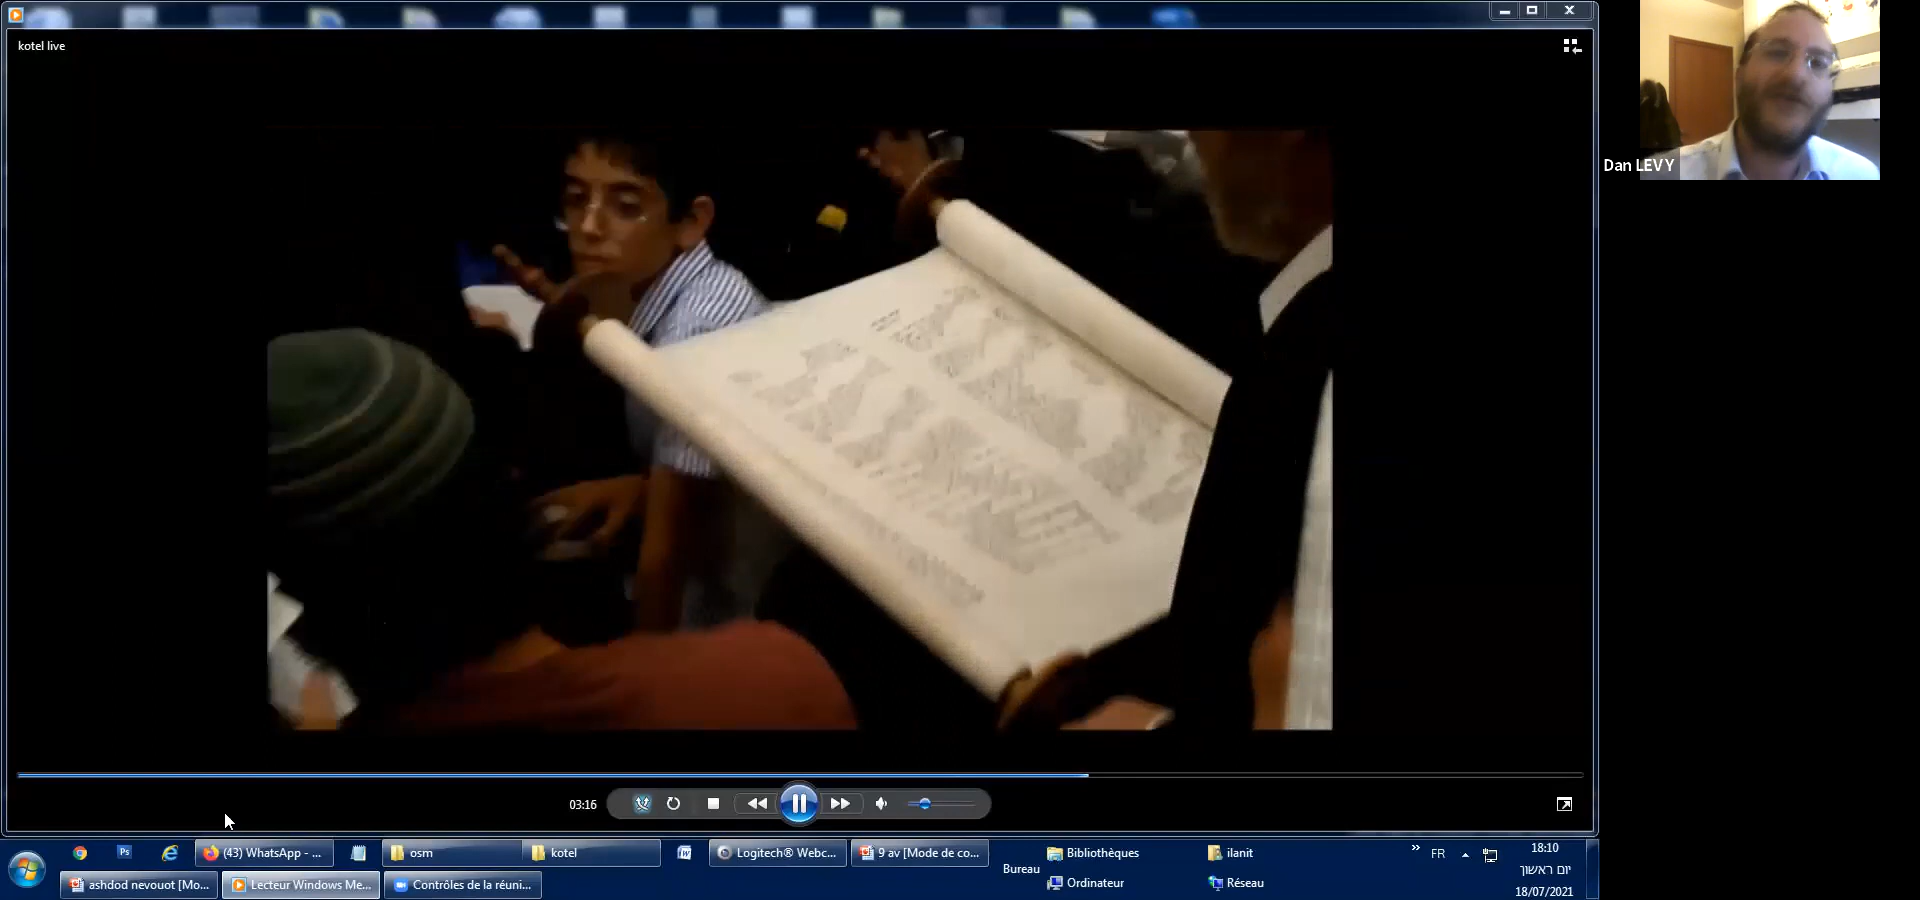 kotel live
Dan LEVY
03:16
(43) WhatsApp - ...
osm
kotel
Logitech® Webc...
9 av [Mode de co...
Bureau
Bibliothèques
ilanit
»
FR
18:10
ashdod nevouot [Mo...
Lecteur Windows Me...
Contrôles de la réuni...
Ordinateur
Réseau
יום ראשון
18/07/2021